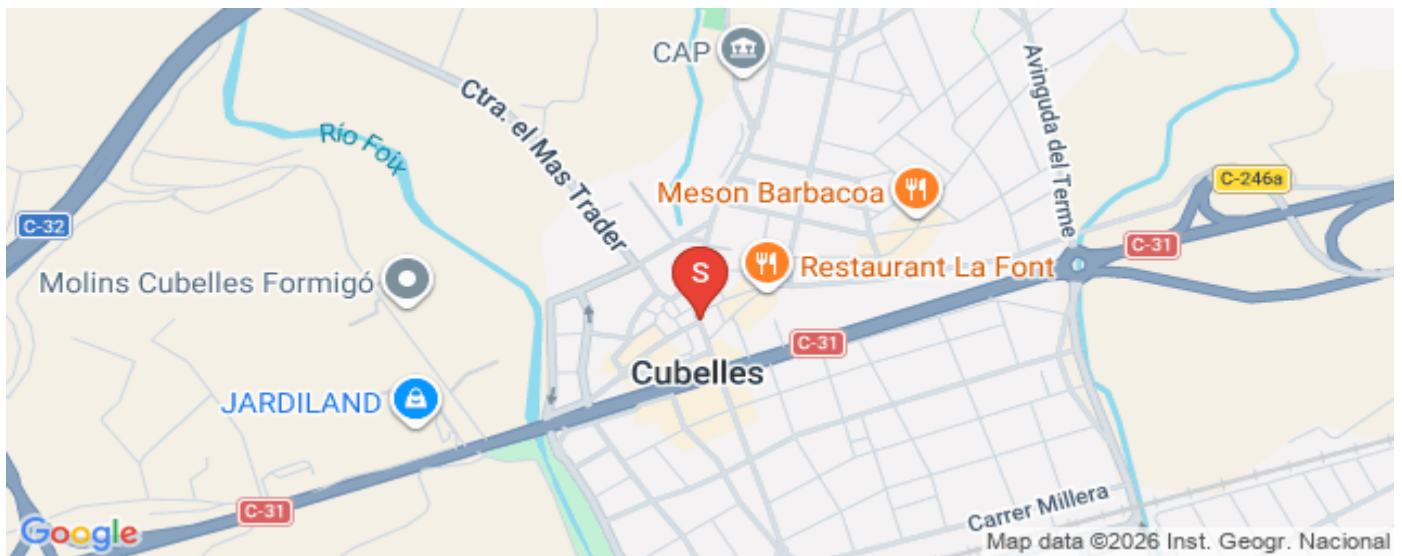 CAP
Ctra. el Mas Trader
Río Foix
Avinguda del Terme
C-246a
Meson Barbacoa
C-32
C-31
Restaurant La Font
S
Molins Cubelles Formigó
C-31
Cubelles
JARDILAND
C-31
Carrer Millera
Google
Map data ©2026 Inst. Geogr. Nacional